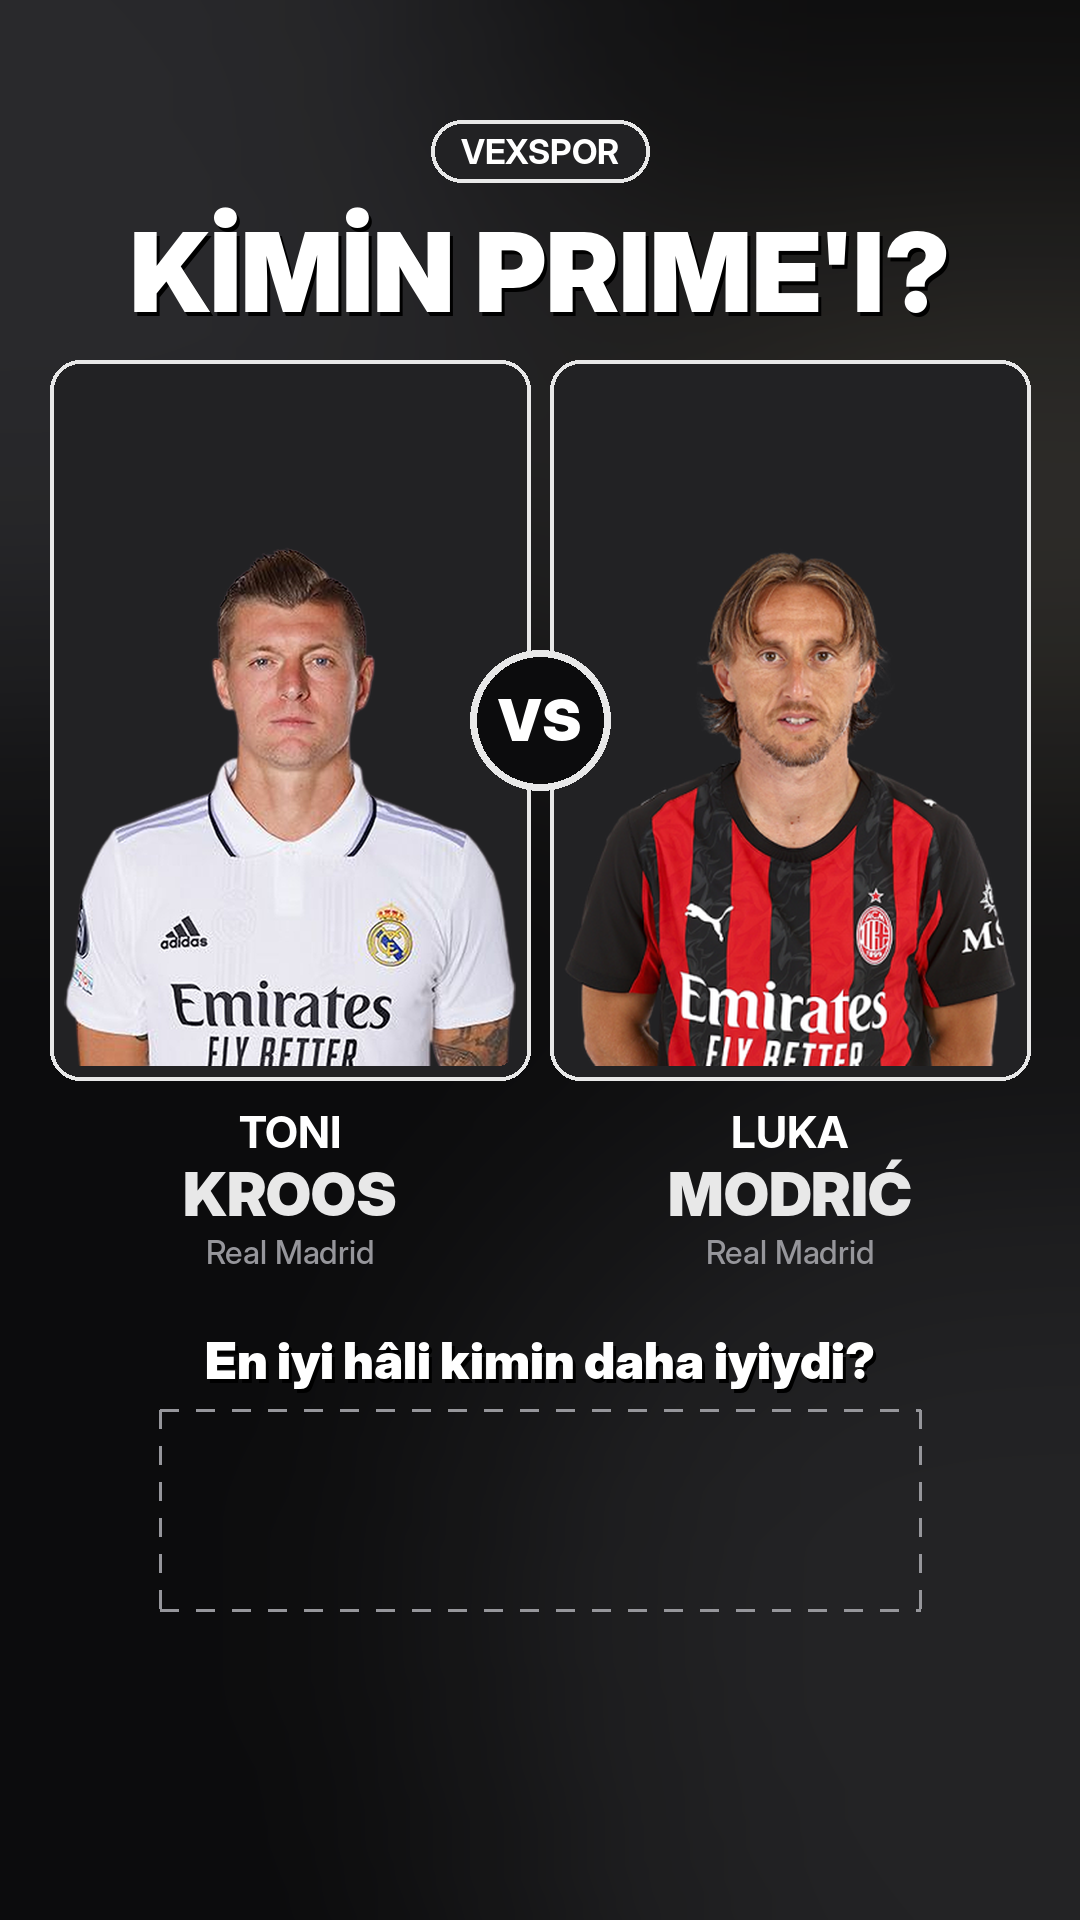 VEXSPOR
KİMİN PRIME'I?
VS
adidas
Emirates
FLY BETTER
Emirates
FLY BETTER
TONI
KROOS
Real Madrid
LUKA
MODRIĆ
Real Madrid
En iyi hâli kimin daha iyiydi?